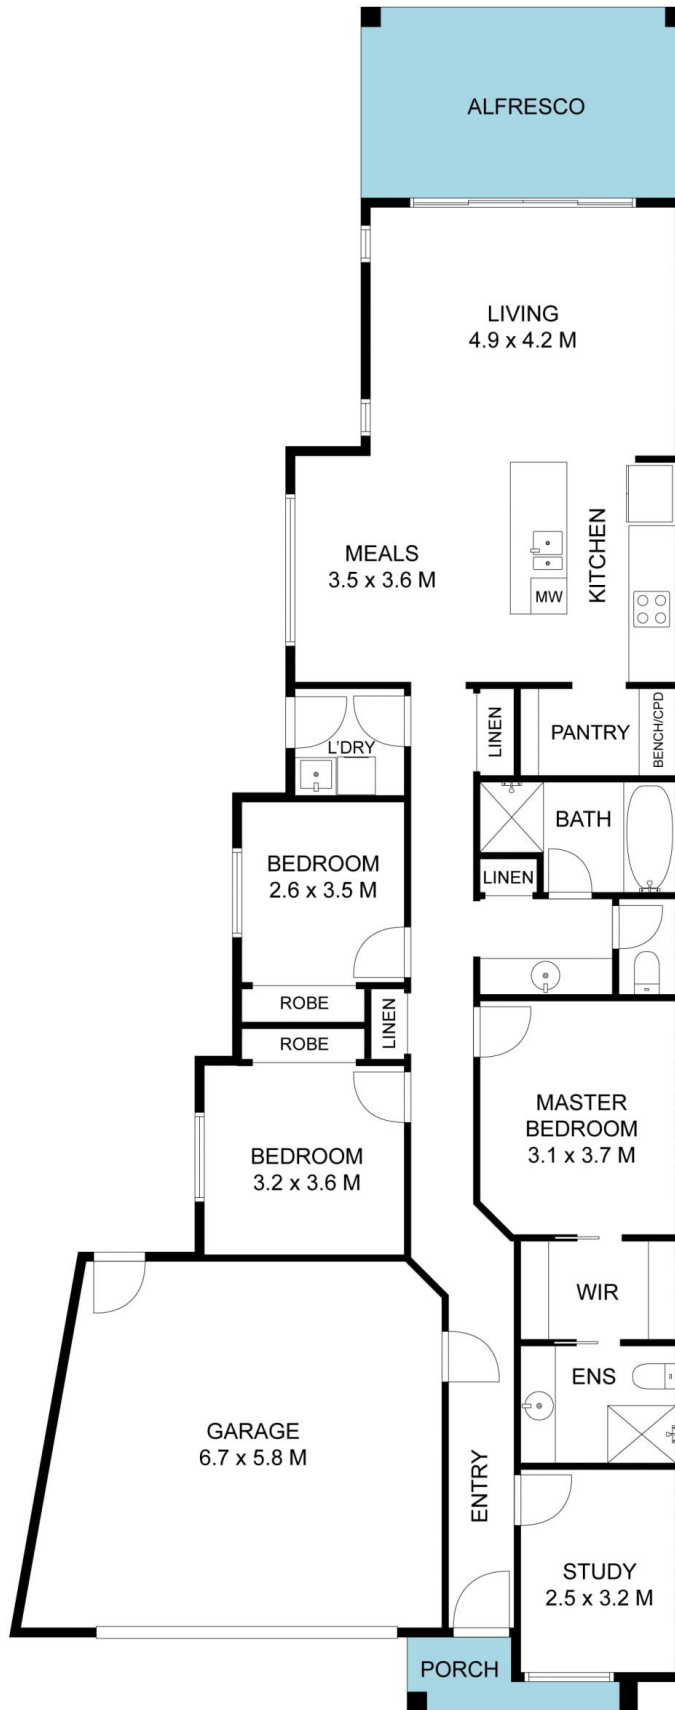 ALFRESCO
LIVING
4.9 x 4.2 M
KITCHEN
MEALS
3.5 x 3.6 M
MW
LINEN
PANTRY
BENCH/CPD
L'DRY
BATH
BEDROOM
2.6 x 3.5 M
LINEN
ROBE
LINEN
ROBE
MASTER
BEDROOM
3.1 x 3.7 M
BEDROOM
3.2 x 3.6 M
WIR
ENS
GARAGE
6.7 x 5.8 M
ENTRY
STUDY
2.5 x 3.2 M
PORCH